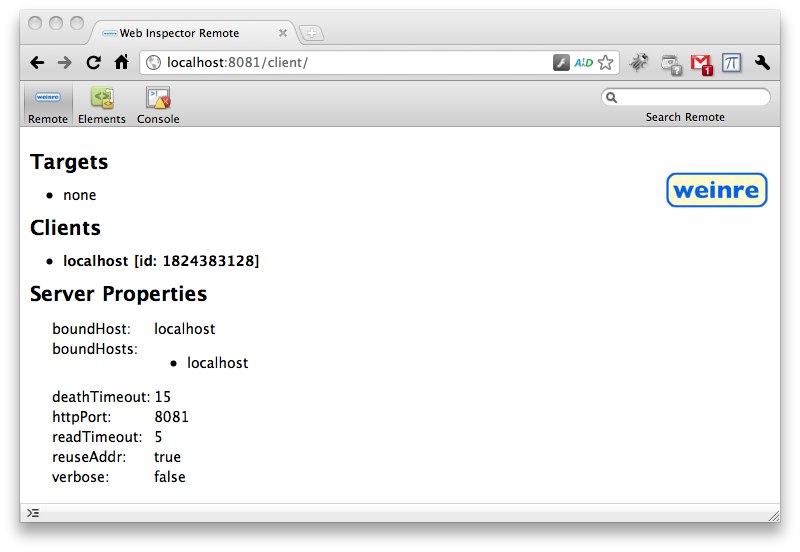 Web Inspector Remote
localhost:8081/client/
A/D
?
1
π
weinre
Remote
Elements
Console
Search Remote
Targets
• none
weinre
Clients
• localhost [id: 1824383128]
Server Properties
boundHost: localhost
boundHosts:
• localhost
deathTimeout: 15
httpPort: 8081
readTimeout: 5
reuseAddr: true
verbose: false